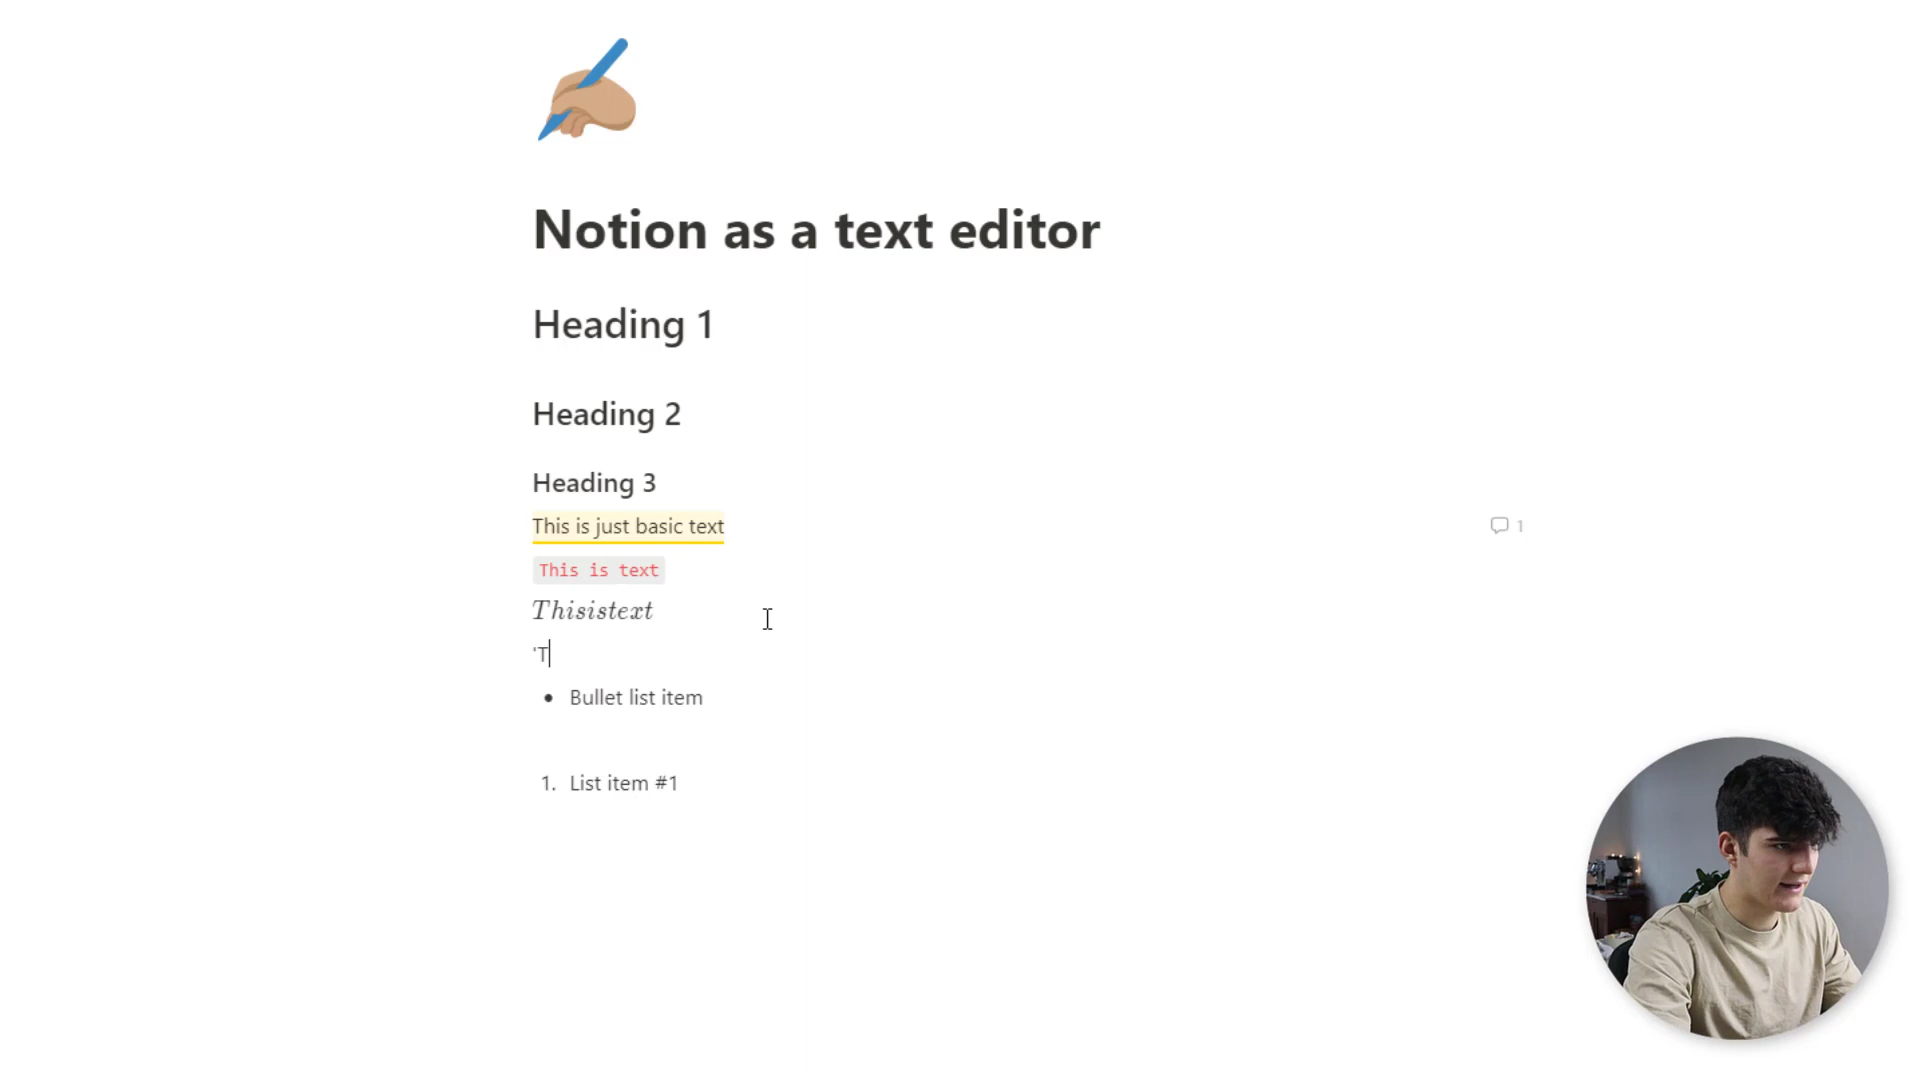 Notion as a text editor
Heading 1
Heading 2
Heading 3
This is just basic text
1
This is text
Thisistext
'T
• Bullet list item
1. List item #1